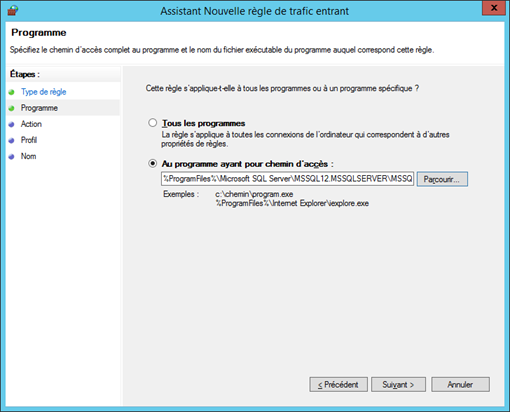 Assistant Nouvelle règle de trafic entrant
X
Programme
Spécifiez le chemin d'accès complet au programme et le nom du fichier exécutable du programme auquel correspond cette règle.
Étapes :
Type de règle
Programme
Action
Profil
Nom
Cette règle s'applique-t-elle à tous les programmes ou à un programme spécifique ?
Tous les programmes
La règle s'applique à toutes les connexions de l'ordinateur qui correspondent à d'autres
propriétés de règles.
Au programme ayant pour chemin d'accès :
%ProgramFiles%\Microsoft SQL Server\MSSQL12.MSSQLSERVER\MSSQ
Parcourir...
Exemples : c:\chemin\program.exe
%ProgramFiles%\Internet Explorer\iexplore.exe
< Précédent
Suivant >
Annuler